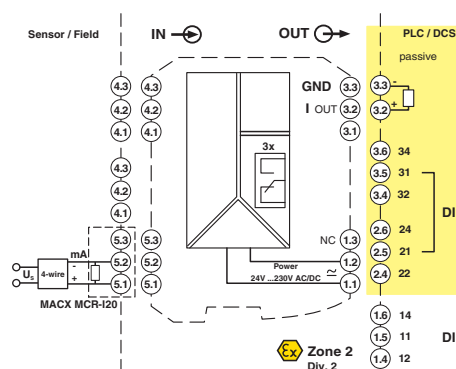 Sensor / Field
IN
OUT
PLC / DCS
passive
4.3
4.2
4.1
4.3
4.2
4.1
GND
I OUT
3.3
3.2
3.1
3.3 -
3.2 +
3x
4.3
4.2
4.1
3.6 34
3.5 31
3.4 32
DI
2.6 24
2.5 21
2.4 22
5.3
5.2
5.1
5.3
5.2
5.1
mA
Us
4-wire
-
+
MACX MCR-I20
NC
1.3
1.2
1.1
Power
24V ...230V AC/DC
Ex
Zone 2
Div. 2
1.6 14
1.5 11
1.4 12
DI